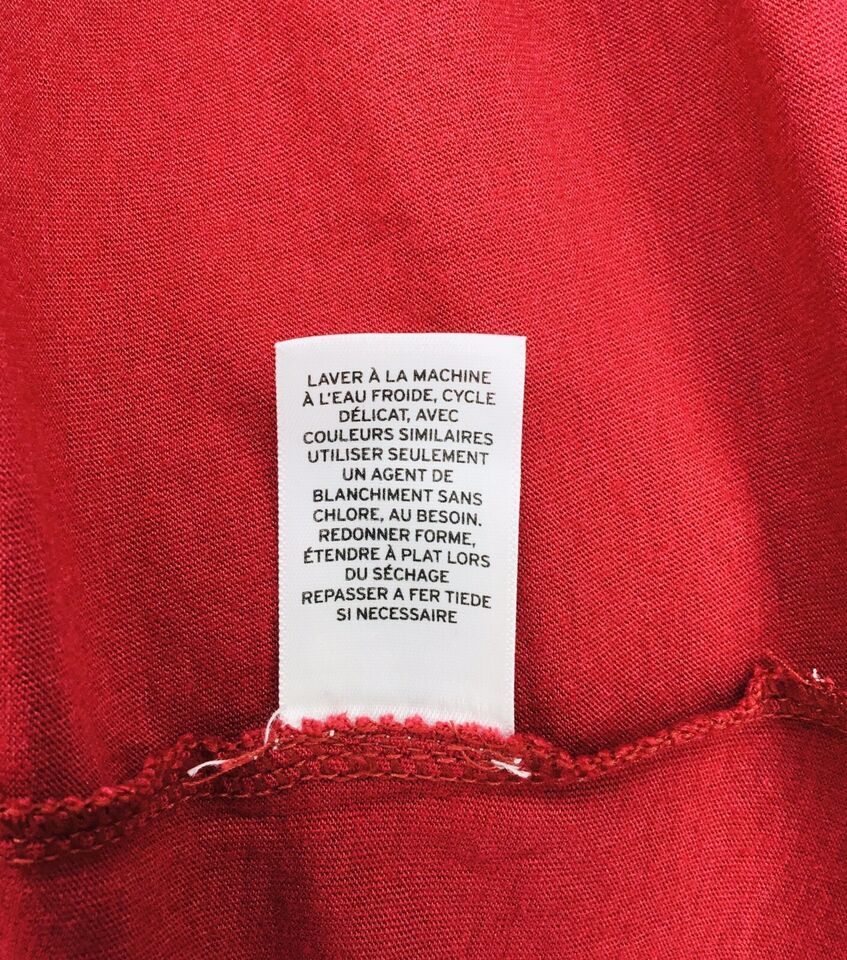 LAVER À LA MACHINE
À L'EAU FROIDE, CYCLE
DÉLICAT, AVEC
COULEURS SIMILAIRES
UTILISER SEULEMENT
UN AGENT DE
BLANCHIMENT SANS
CHLORE, AU BESOIN.
REDONNER FORME,
ÉTENDRE À PLAT LORS
DU SÉCHAGE
REPASSER A FER TIEDE
SI NECESSAIRE